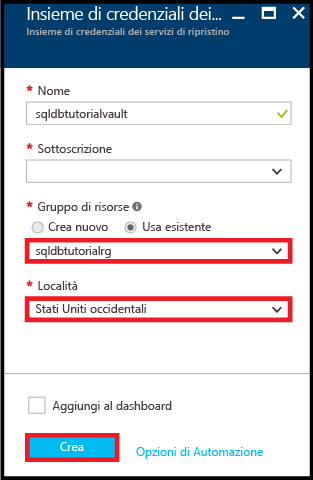 Insieme di credenziali dei...
Insieme di credenziali dei servizi di ripristino
* Nome
sqldbtutorialvault
* Sottoscrizione
* Gruppo di risorse
Crea nuovo Usa esistente
sqldbtutorialrg
* Località
Stati Uniti occidentali
Aggiungi al dashboard
Crea Opzioni di Automazione